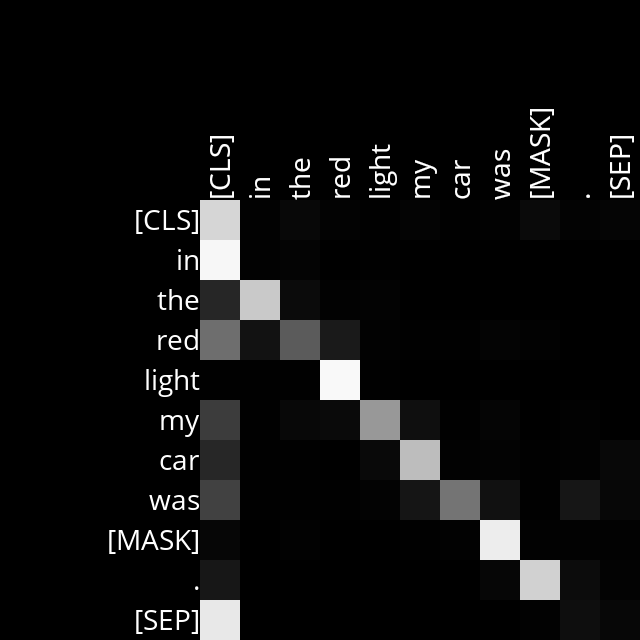 [CLS] in the red light my car was [MASK] . [SEP]
[CLS]
in
the
red
light
my
car
was
[MASK]
.
[SEP]